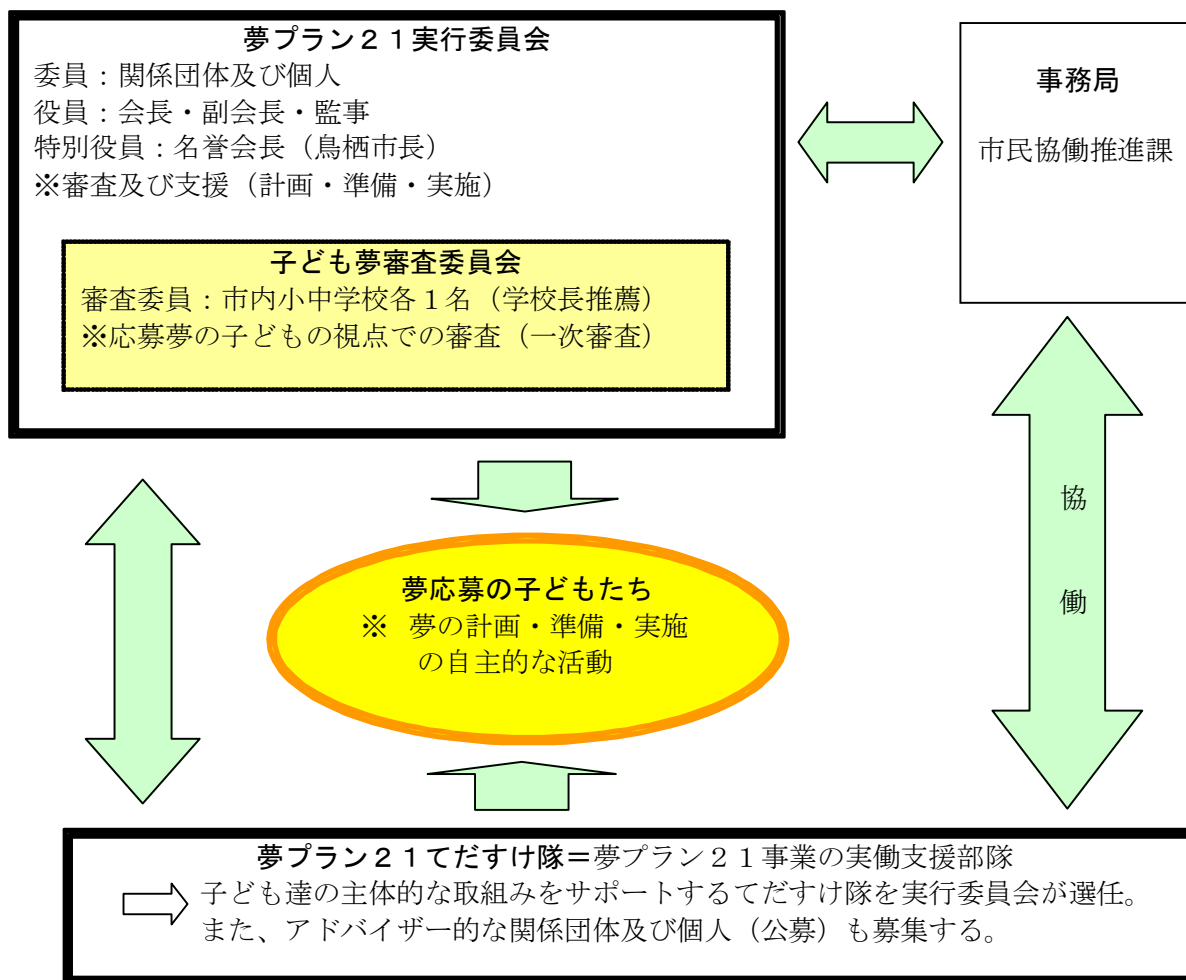 夢プラン２１実行委員会
委員：関係団体及び個人
役員：会長・副会長・監事
特別役員：名誉会長（鳥栖市長）
※審査及び支援（計画・準備・実施）
子ども夢審査委員会
審査委員：市内小中学校各１名（学校長推薦）
※応募夢の子どもの視点での審査（一次審査）
事務局
市民協働推進課
協
働
夢応募の子どもたち
※ 夢の計画・準備・実施
の自主的な活動
夢プラン２１てだすけ隊＝夢プラン２１事業の実働支援部隊
子ども達の主体的な取組みをサポートするてだすけ隊を実行委員会が選任。
また、アドバイザー的な関係団体及び個人（公募）も募集する。